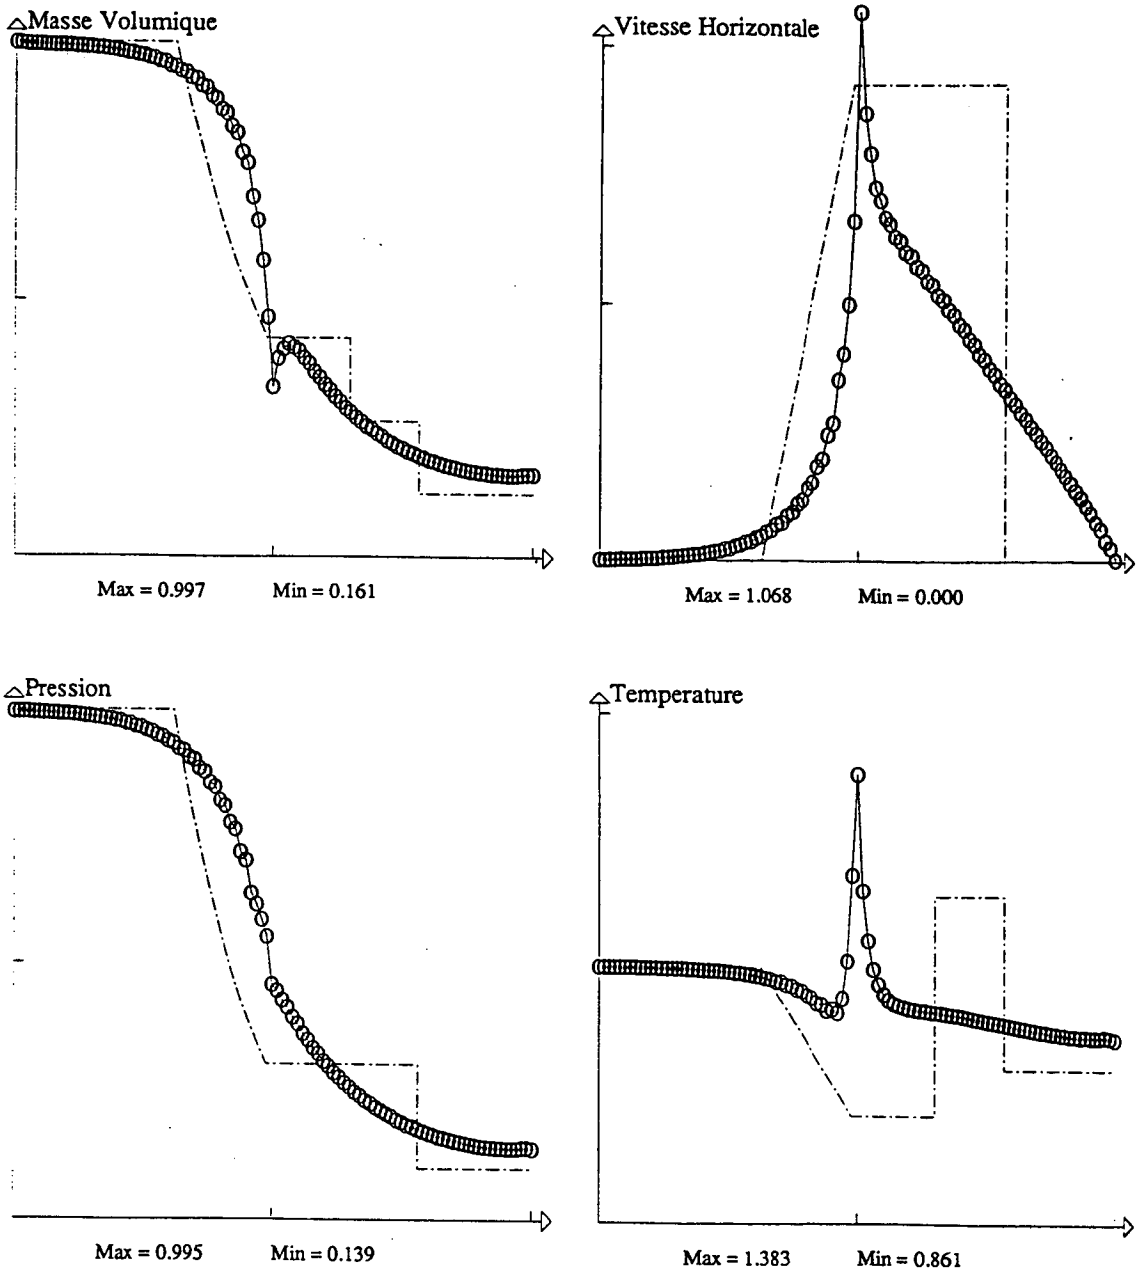 Masse Volumique
Max = 0.997 Min = 0.161
Vitesse Horizontale
Max = 1.068 Min = 0.000
Pression
Max = 0.995 Min = 0.139
Temperature
Max = 1.383 Min = 0.861